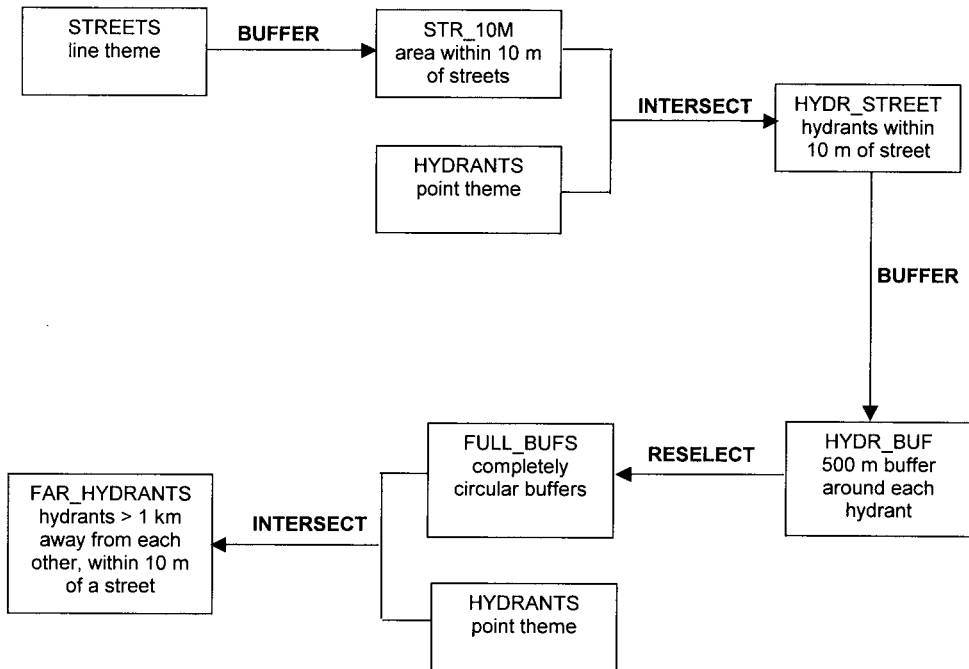 STREETS
line theme
BUFFER
STR_10M
area within 10 m
of streets
HYDRANTS
point theme
INTERSECT
HYDR_STREET
hydrants within
10 m of street
BUFFER
HYDR_BUF
500 m buffer
around each
hydrant
RESELECT
FULL_BUFS
completely
circular buffers
HYDRANTS
point theme
INTERSECT
FAR_HYDRANTS
hydrants > 1 km
away from each
other, within 10 m
of a street